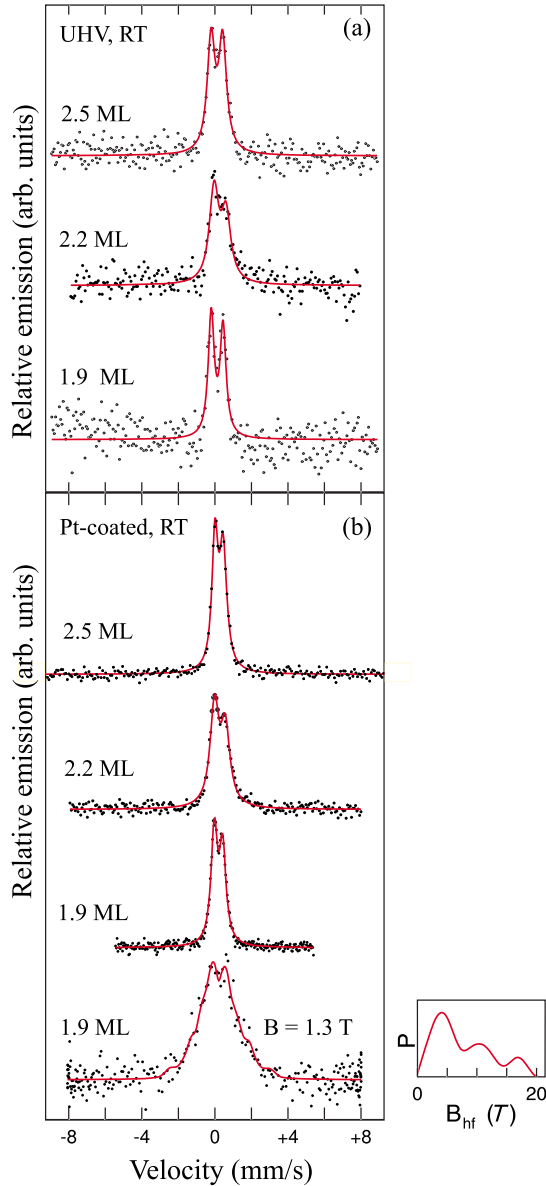 UHV, RT (a)
2.5 ML
2.2 ML
1.9 ML
Relative emission (arb. units)
Pt-coated, RT (b)
2.5 ML
2.2 ML
1.9 ML
1.9 ML B = 1.3 T
Relative emission (arb. units)
-8 -4 0 +4 +8
Velocity (mm/s)
P
0 20
B_hf (T)